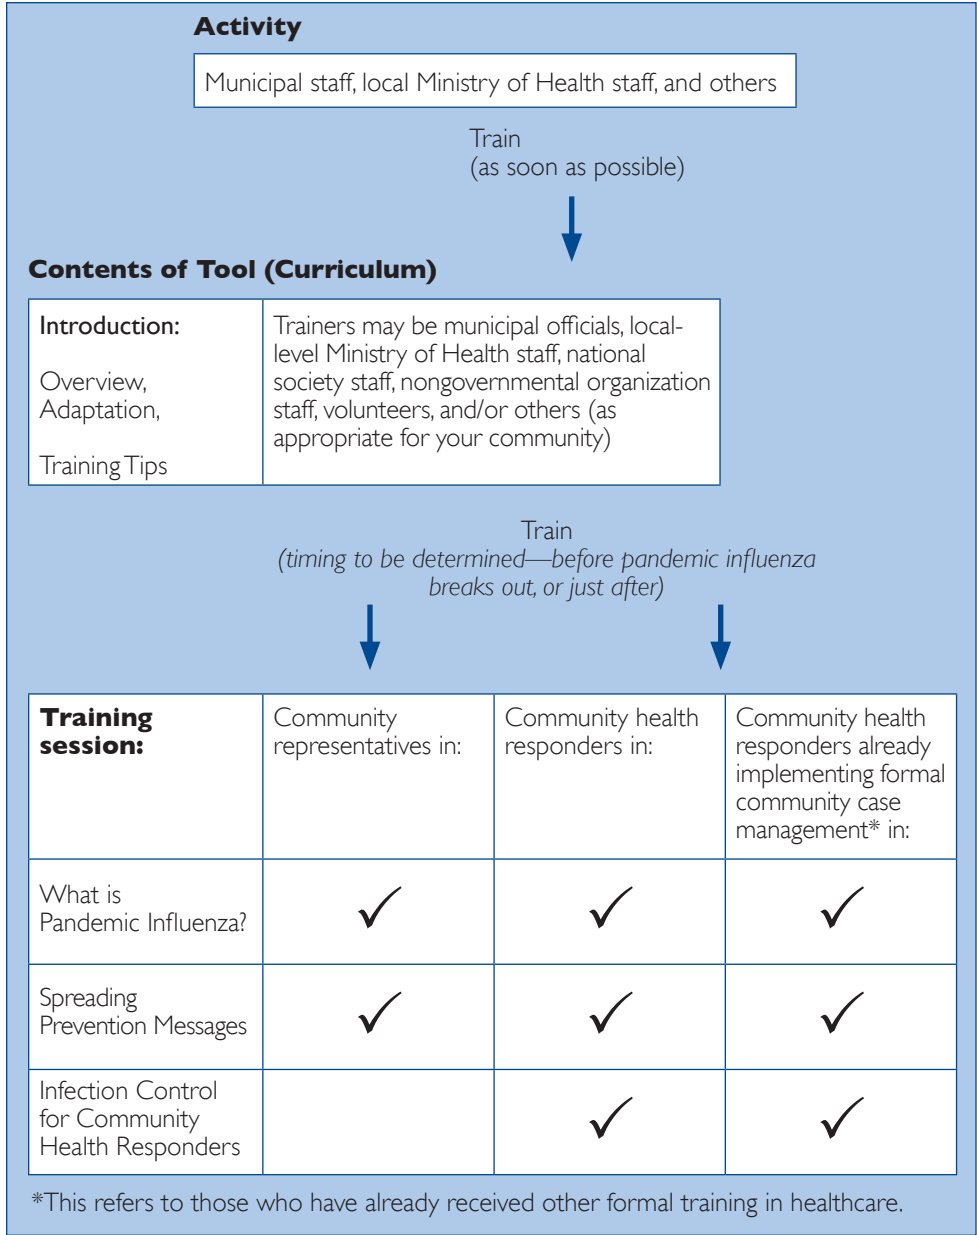 Activity
Municipal staff, local Ministry of Health staff, and others
Train
(as soon as possible)
Contents of Tool (Curriculum)
Introduction:
Overview,
Adaptation,
Training Tips
Trainers may be municipal officials, local-
level Ministry of Health staff, national
society staff, nongovernmental organization
staff, volunteers, and/or others (as
appropriate for your community)
Train
(timing to be determined—before pandemic influenza
breaks out, or just after)
Training
session:
Community
representatives in:
Community health
responders in:
Community health
responders already
implementing formal
community case
management* in:
What is
Pandemic Influenza?
✓
✓
✓
Spreading
Prevention Messages
✓
✓
✓
Infection Control
for Community
Health Responders
✓
✓
*This refers to those who have already received other formal training in healthcare.